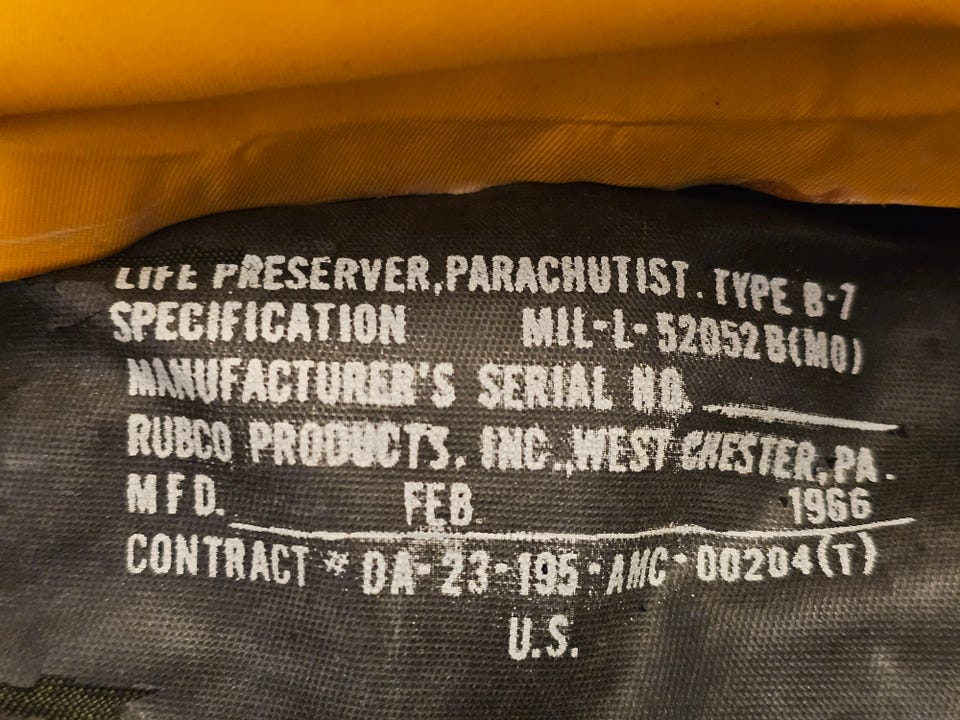 LIFE PRESERVER, PARACHUTIST. TYPE B-7
SPECIFICATION MIL-L-52052B(MO)
MANUFACTURER'S SERIAL NO.
RUBCO PRODUCTS, INC., WEST CHESTER, PA.
MFD. FEB 1966
CONTRACT # DA-23-195-AMC-00204(T)
U.S.